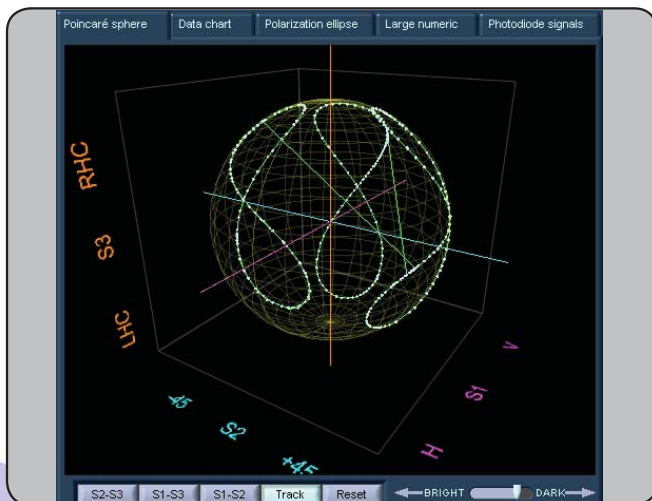 Poincaré sphere Data chart Polarization ellipse Large numeric Photodiode signals
RHC
S3
LHC
-45
S2
+45
H
S1
V
S2-S3 S1-S3 S1-S2 Track Reset BRIGHT DARK